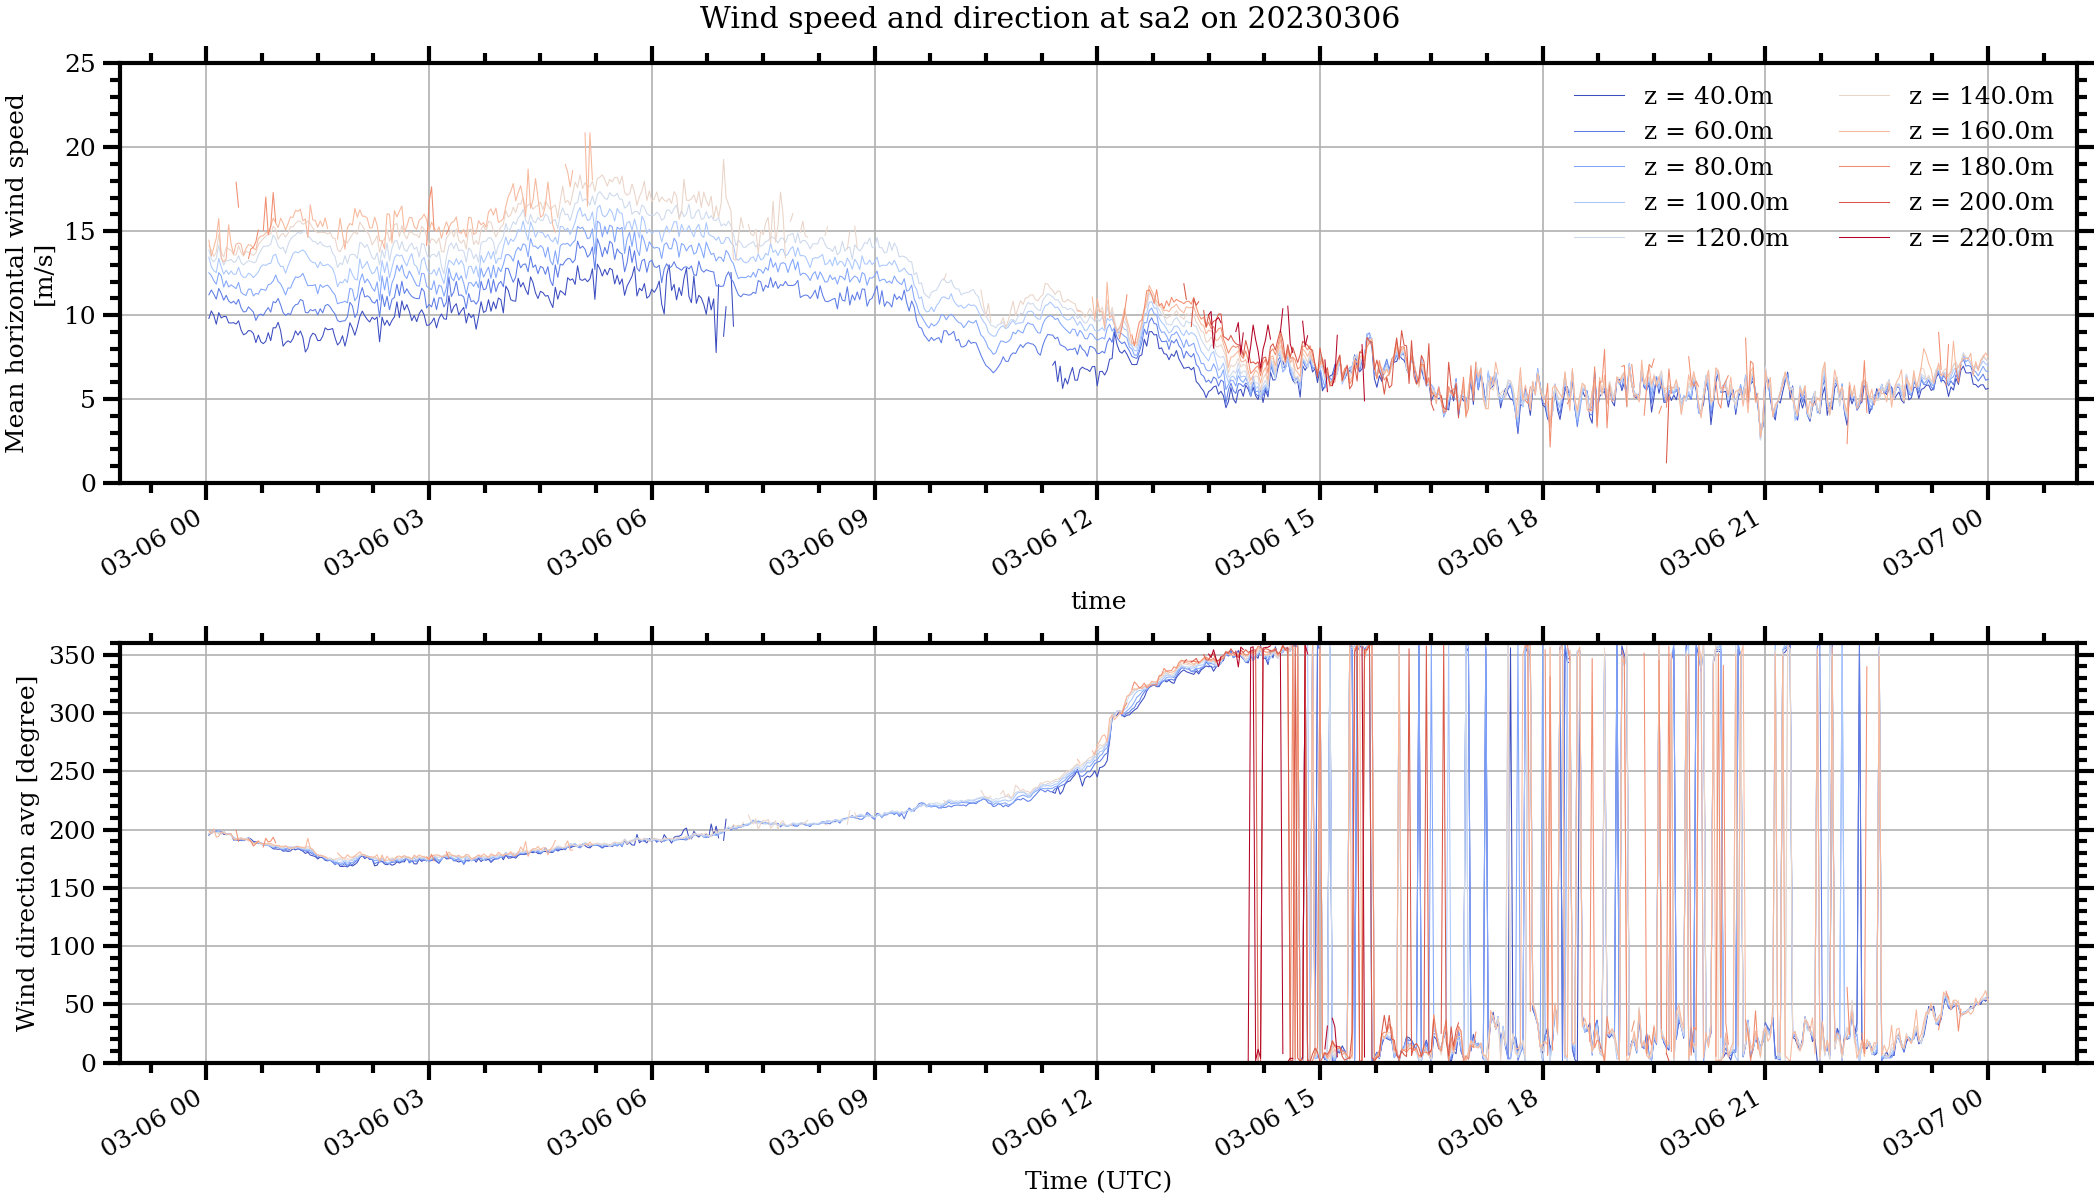 Wind speed and direction at sa2 on 20230306
Mean horizontal wind speed
[m/s]
25
20
15
10
5
0
z = 40.0m
z = 60.0m
z = 80.0m
z = 100.0m
z = 120.0m
z = 140.0m
z = 160.0m
z = 180.0m
z = 200.0m
z = 220.0m
03-06 00
03-06 03
03-06 06
03-06 09
03-06 12
03-06 15
03-06 18
03-06 21
03-07 00
time
Wind direction avg [degree]
350
300
250
200
150
100
50
0
03-06 00
03-06 03
03-06 06
03-06 09
03-06 12
03-06 15
03-06 18
03-06 21
03-07 00
Time (UTC)